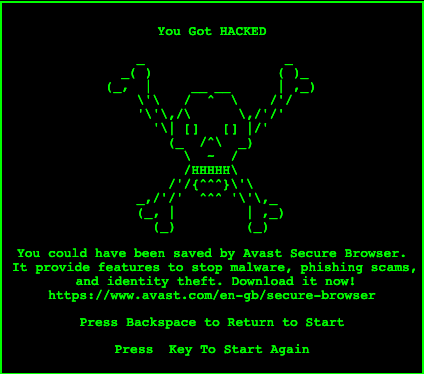 You Got HACKED
You could have been saved by Avast Secure Browser.
It provide features to stop malware, phishing scams,
and identity theft. Download it now!
https://www.avast.com/en-gb/secure-browser
Press Backspace to Return to Start
Press  Key To Start Again